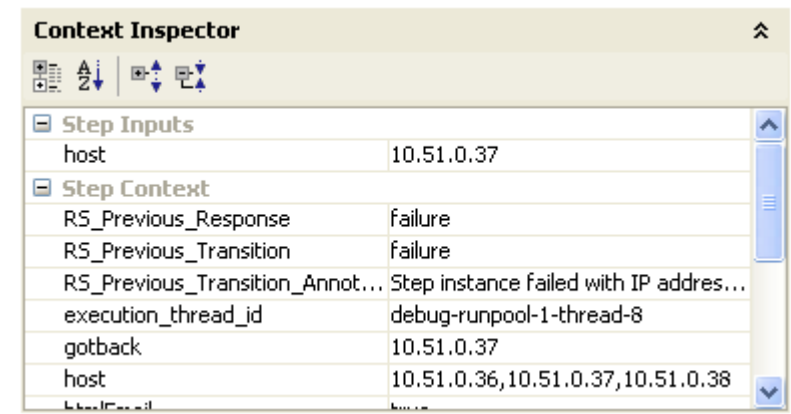 Context Inspector
A
Z
Step Inputs
host 10.51.0.37
Step Context
RS_Previous_Response failure
RS_Previous_Transition failure
RS_Previous_Transition_Annot... Step instance failed with IP addres...
execution_thread_id debug-runpool-1-thread-8
gotback 10.51.0.37
host 10.51.0.36,10.51.0.37,10.51.0.38